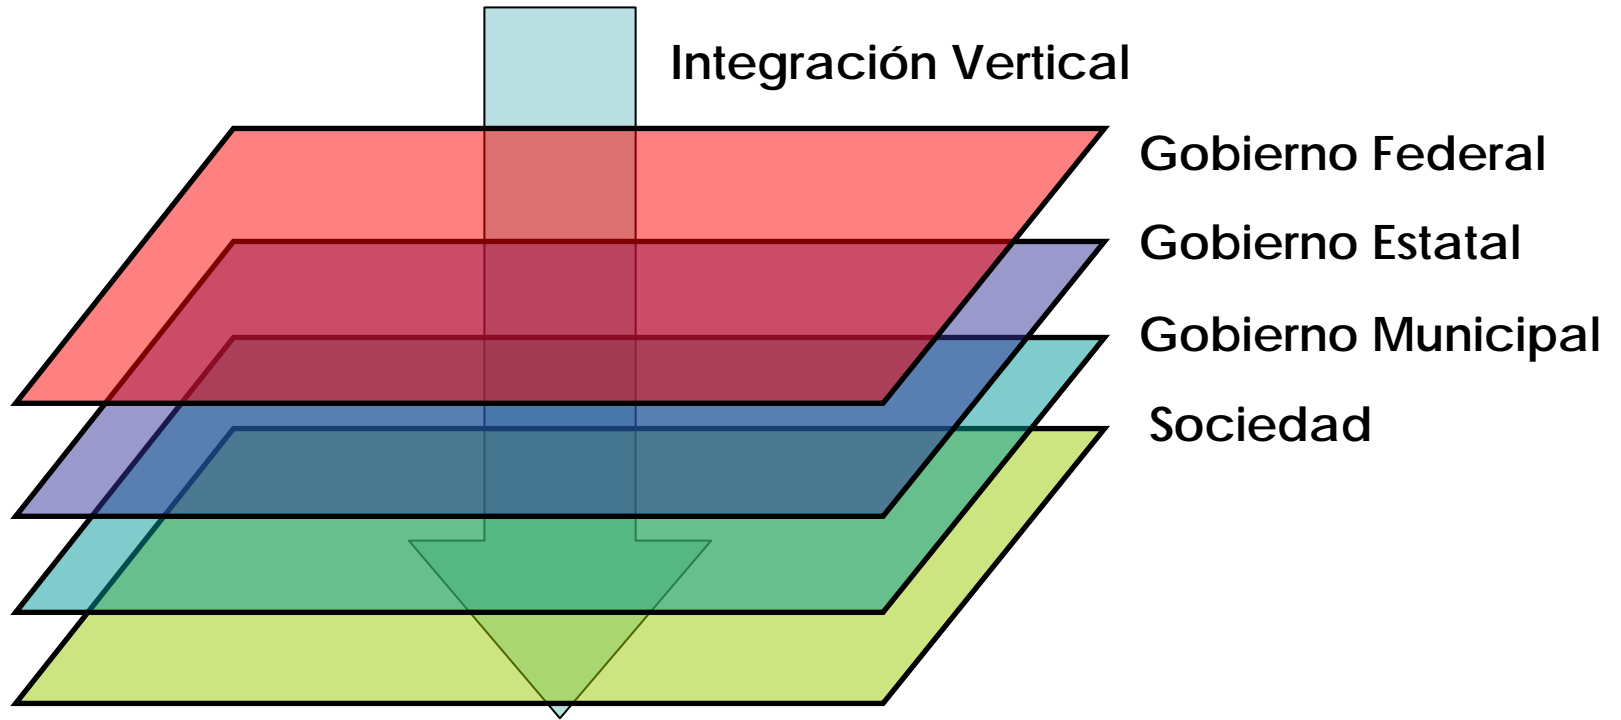 Integración Vertical
Gobierno Federal
Gobierno Estatal
Gobierno Municipal
Sociedad